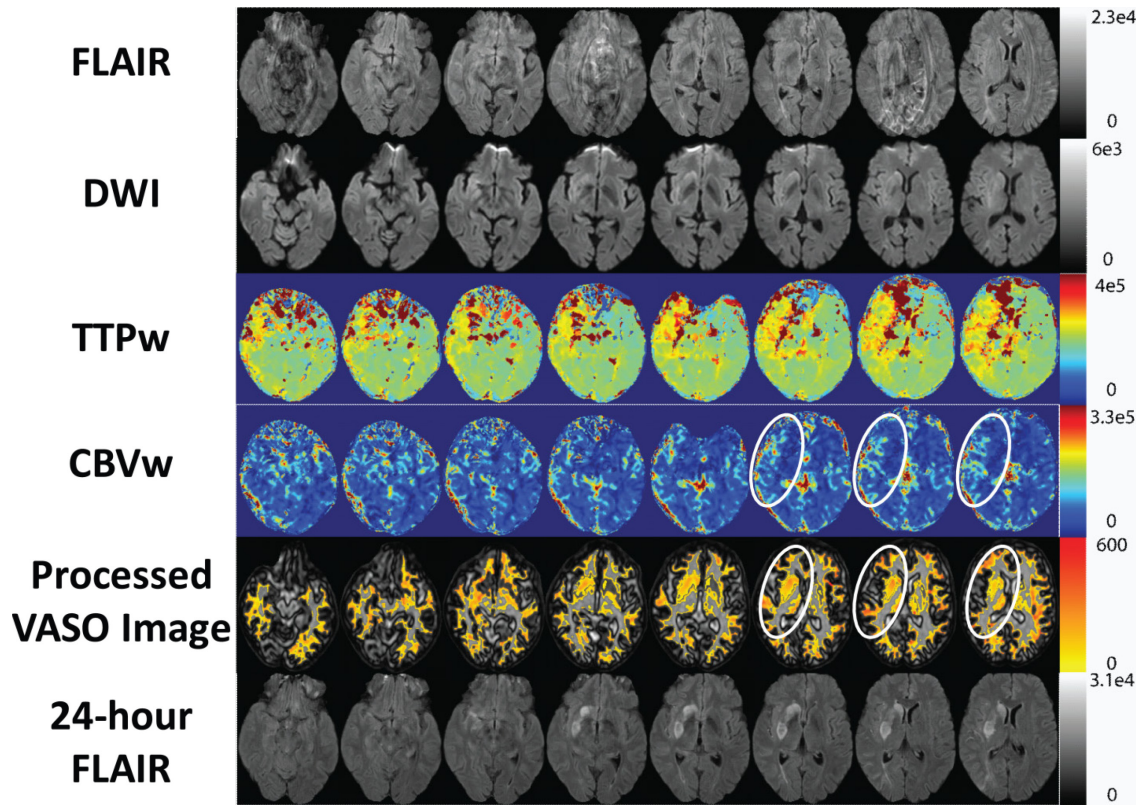 FLAIR
2.3e4
0
DWI
6e3
0
TTPw
4e5
0
CBVw
3.3e5
0
Processed
VASO Image
600
0
24-hour
FLAIR
3.1e4
0